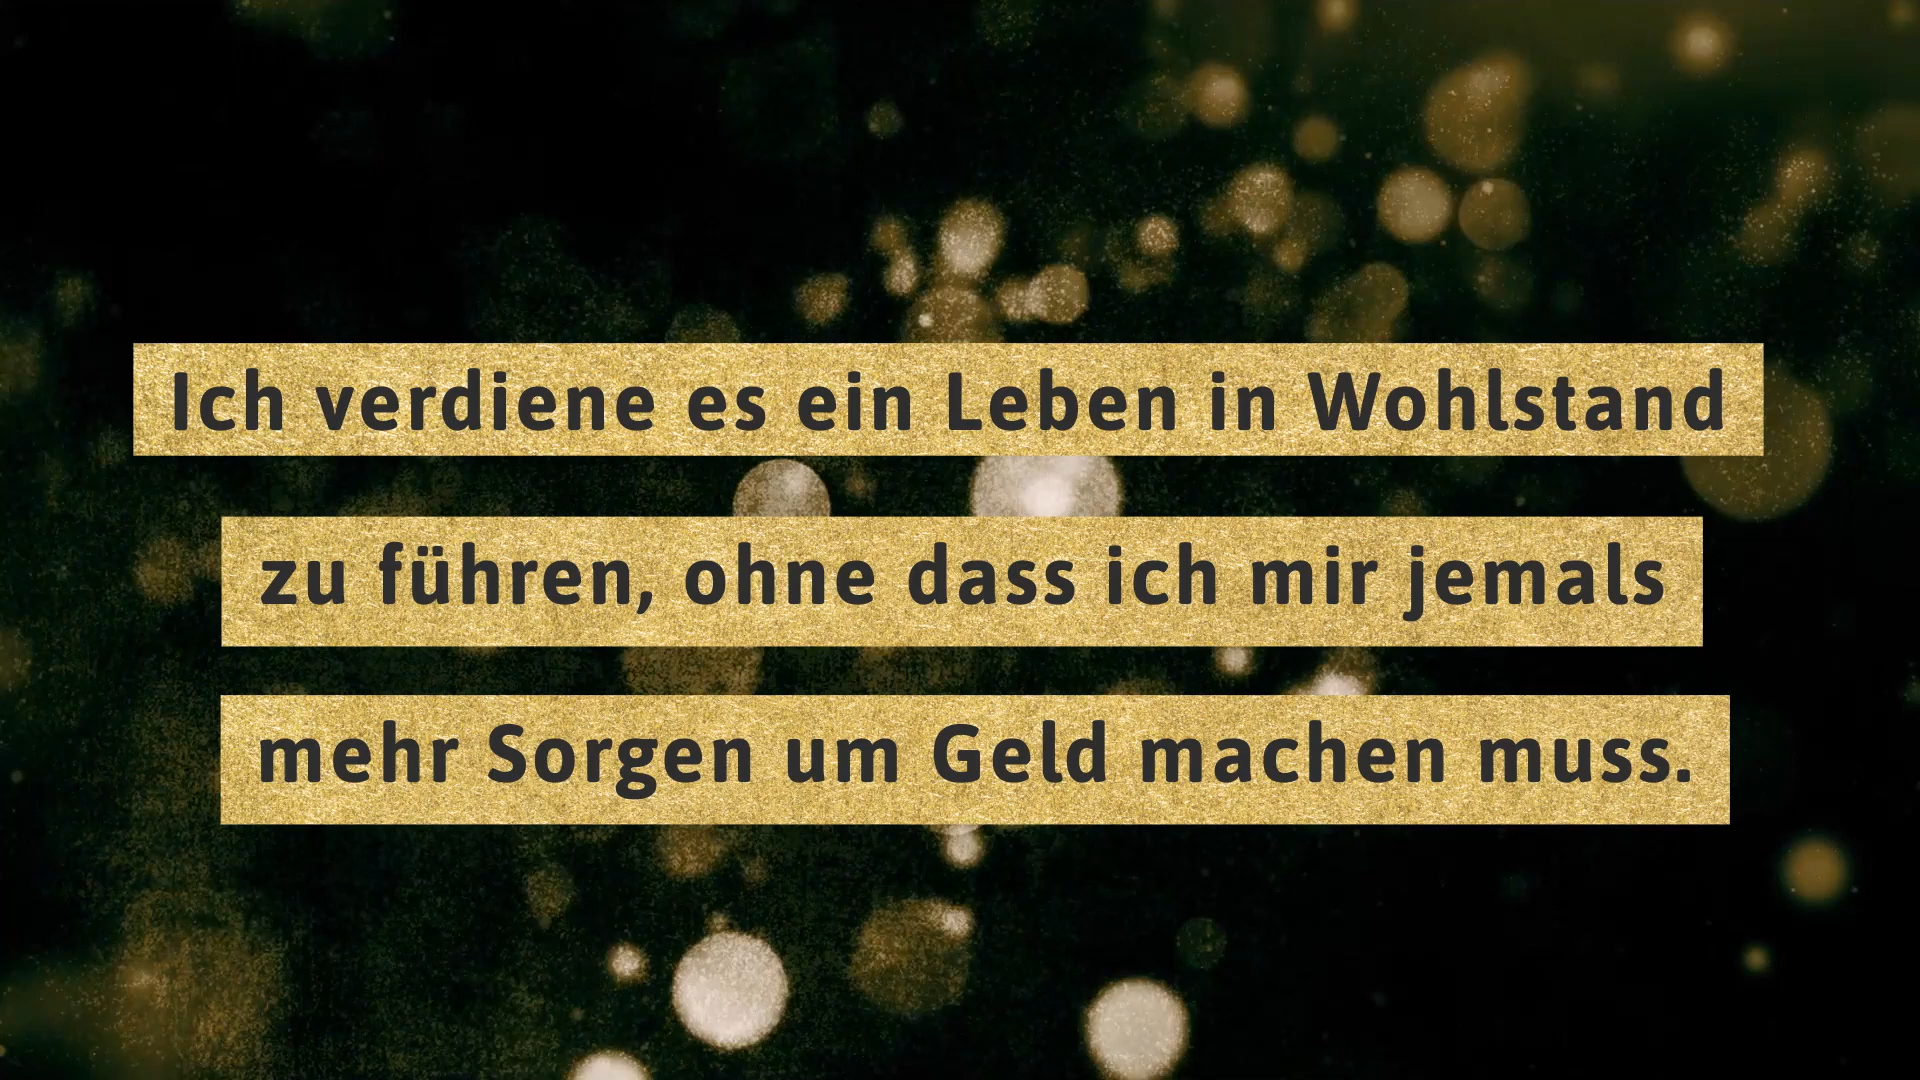 Ich verdiene es ein Leben in Wohlstand
zu führen, ohne dass ich mir jemals
mehr Sorgen um Geld machen muss.